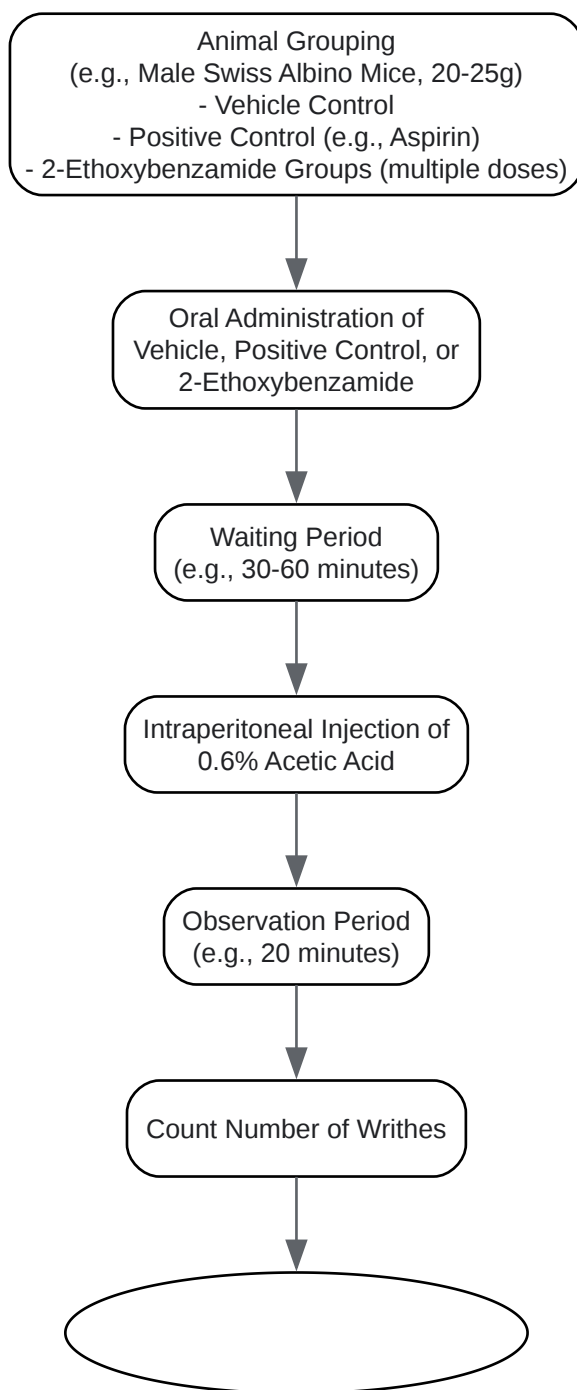 Animal Grouping
(e.g., Male Swiss Albino Mice, 20-25g)
- Vehicle Control
- Positive Control (e.g., Aspirin)
- 2-Ethoxybenzamide Groups (multiple doses)
Oral Administration of
Vehicle, Positive Control, or
2-Ethoxybenzamide
Waiting Period
(e.g., 30-60 minutes)
Intraperitoneal Injection of
0.6% Acetic Acid
Observation Period
(e.g., 20 minutes)
Count Number of Writhes